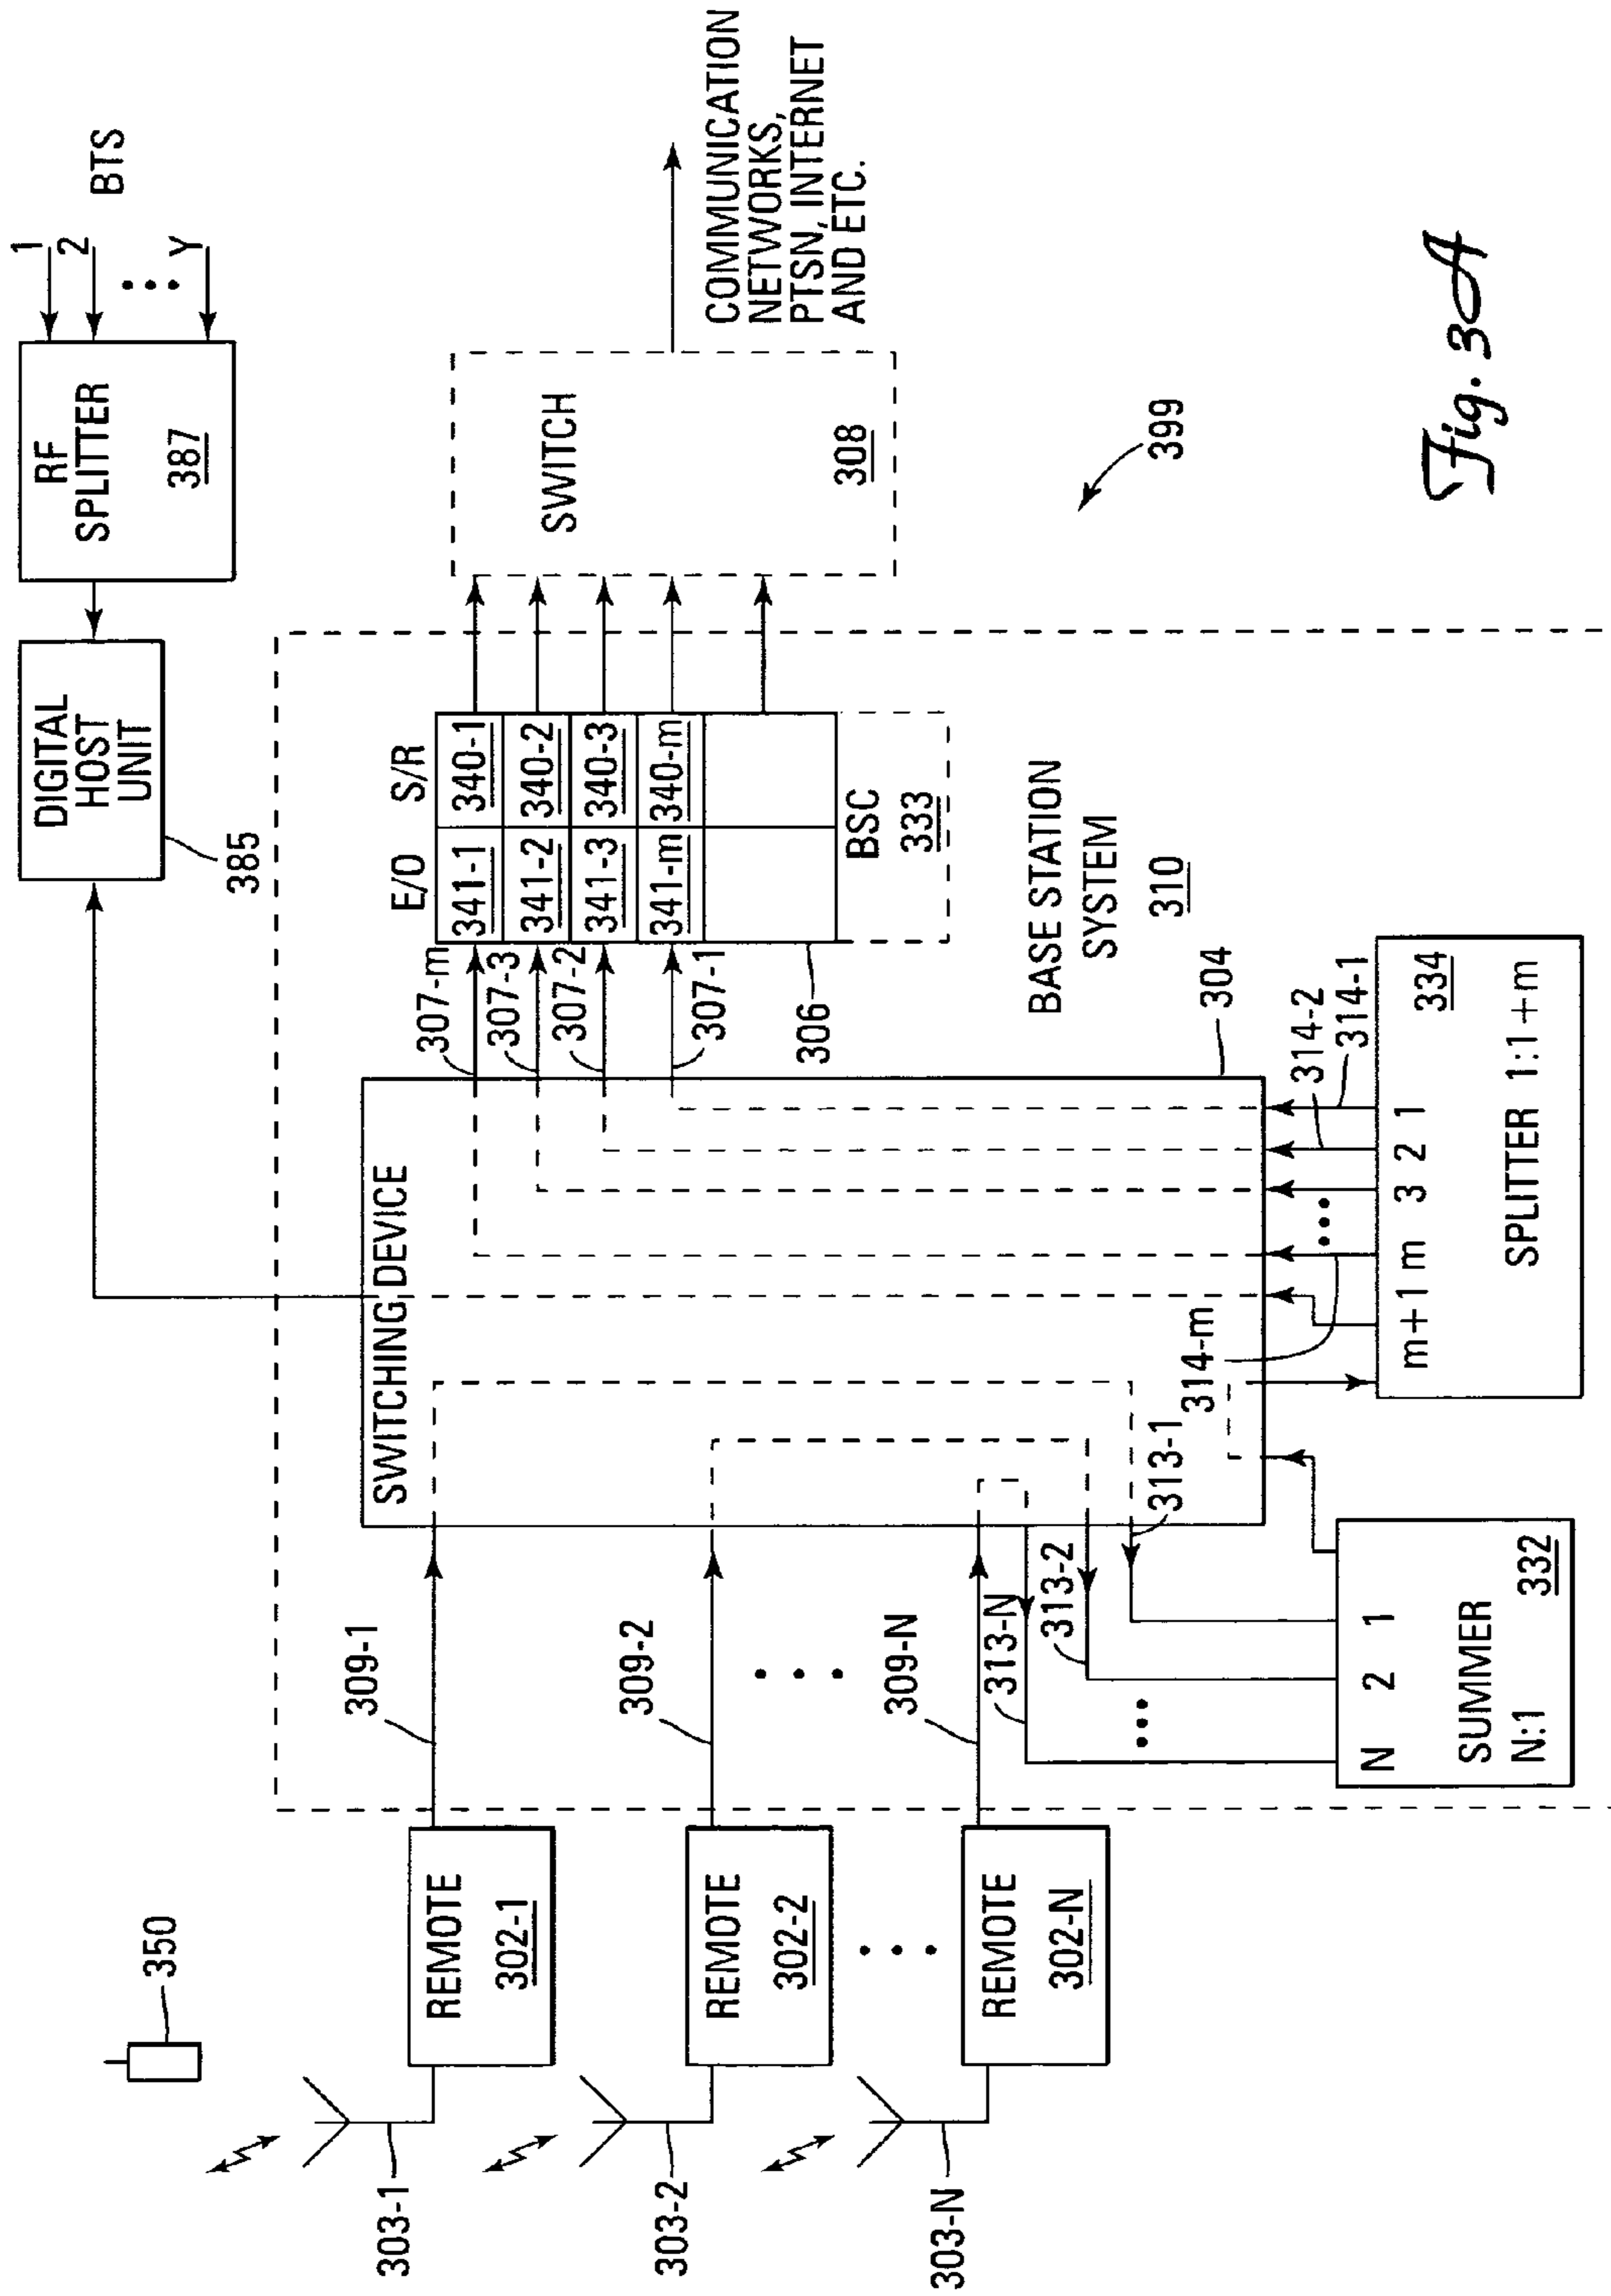 350
303-1
303-2
303-N
REMOTE
302-1
REMOTE
302-2
REMOTE
302-N
309-1
309-2
309-N
SWITCHING DEVICE
304
313-N
313-2
313-1
314-m
SUMMER
N:1
332
N
2
1
m+1
m
3
2
1
314-2
314-1
SPLITTER 1:1+m
334
307-m
307-3
307-2
307-1
306
E/O
S/R
341-1
340-1
341-2
340-2
341-3
340-3
341-m
340-m
BSC
333
BASE STATION
SYSTEM
310
DIGITAL
HOST
UNIT
385
RF
SPLITTER
387
1
2
Y
BTS
SWITCH
308
COMMUNICATION
NETWORKS,
PTSN, INTERNET
AND ETC.
399
Fig. 3A